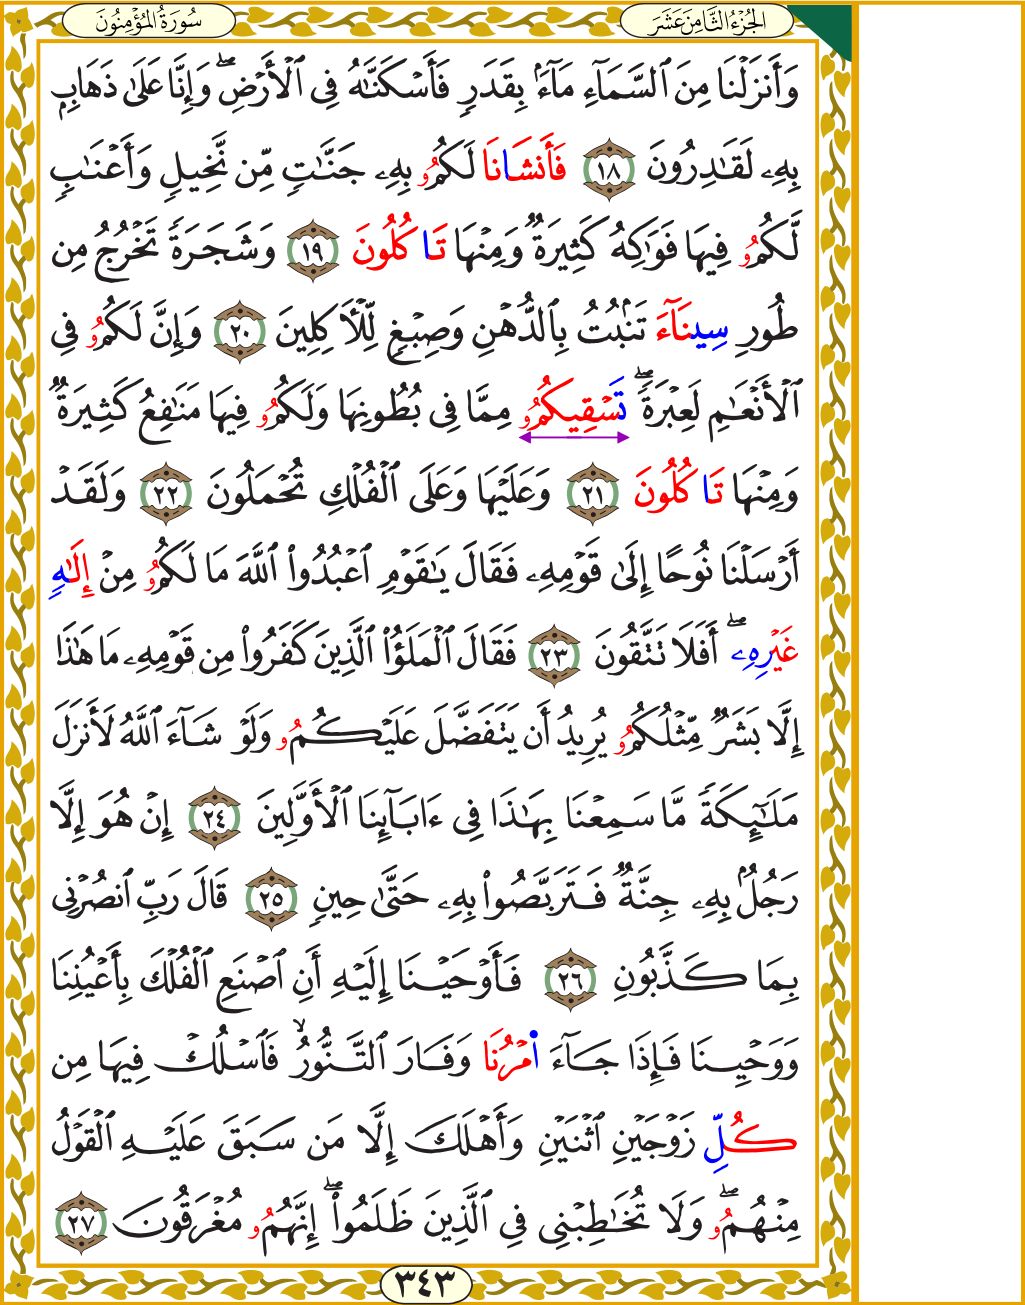 سُورَةُ المُؤْمِنُونَ
الجُزْءُ الثَّامِنَ عَشَرَ
وَأَنزَلْنَا مِنَ ٱلسَّمَآءِ مَآءَۢ بِقَدَرٍ فَأَسْكَنَّٰهُ فِى ٱلْأَرْضِۖ وَإِنَّا عَلَىٰ ذَهَابٍۭ
بِهِۦ لَقَٰدِرُونَ ١٨ فَأَنشَانَا لَكُمُۥ بِهِۦ جَنَّٰتٍ مِّن نَّخِيلٍ وَأَعْنَٰبٍ
لَّكُمُۥ فِيهَا فَوَٰكِهُ كَثِيرَةٌ وَمِنْهَا تَاكُلُونَ ١٩ وَشَجَرَةً تَخْرُجُ مِن
طُورِ سِينَآءَ تَنۢبُتُ بِٱلدُّهْنِ وَصِبْغٍ لِّلْأٓكِلِينَ ٢٠ وَإِنَّ لَكُمُۥ فِى
ٱلْأَنْعَٰمِ لَعِبْرَةًۖ تَسْقِيكُمُۥ مِمَّا فِى بُطُونِهَا وَلَكُمُۥ فِيهَا مَنَٰفِعُ كَثِيرَةٌ
وَمِنْهَا تَاكُلُونَ ٢١ وَعَلَيْهَا وَعَلَى ٱلْفُلْكِ تُحْمَلُونَ ٢٢ وَلَقَدْ
أَرْسَلْنَا نُوحًا إِلَىٰ قَوْمِهِۦ فَقَالَ يَٰقَوْمِ ٱعْبُدُوا۟ ٱللَّهَ مَا لَكُمُۥ مِنْ إِلَٰهٍ
غَيْرِهِۦۖ أَفَلَا تَتَّقُونَ ٢٣ فَقَالَ ٱلْمَلَؤُا۟ ٱلَّذِينَ كَفَرُوا۟ مِن قَوْمِهِۦ مَا هَٰذَا
إِلَّا بَشَرٌ مِّثْلُكُمُۥ يُرِيدُ أَن يَتَفَضَّلَ عَلَيْكُمُۥ وَلَوْ شَآءَ ٱللَّهُ لَأَنزَلَ
مَلَٰٓئِكَةً مَّا سَمِعْنَا بِهَٰذَا فِى ءَابَآئِنَا ٱلْأَوَّلِينَ ٢٤ إِنْ هُوَ إِلَّا
رَجُلٌۢ بِهِۦ جِنَّةٌ فَتَرَبَّصُوا۟ بِهِۦ حَتَّىٰ حِينٍ ٢٥ قَالَ رَبِّ ٱنصُرْنِى
بِمَا كَذَّبُونِ ٢٦ فَأَوْحَيْنَا إِلَيْهِ أَنِ ٱصْنَعِ ٱلْفُلْكَ بِأَعْيُنِنَا
وَوَحْيِنَا فَإِذَا جَآءَ اَ۬مْرُنَا وَفَارَ ٱلتَّنُّورُۙ فَٱسْلُكْ فِيهَا مِن
كُلِّ زَوْجَيْنِ ٱثْنَيْنِ وَأَهْلَكَ إِلَّا مَن سَبَقَ عَلَيْهِ ٱلْقَوْلُ
مِنْهُمُۥۖ وَلَا تُخَٰطِبْنِى فِى ٱلَّذِينَ ظَلَمُوا۟ۖ إِنَّهُمُۥ مُغْرَقُونَ ٢٧
٣٤٣